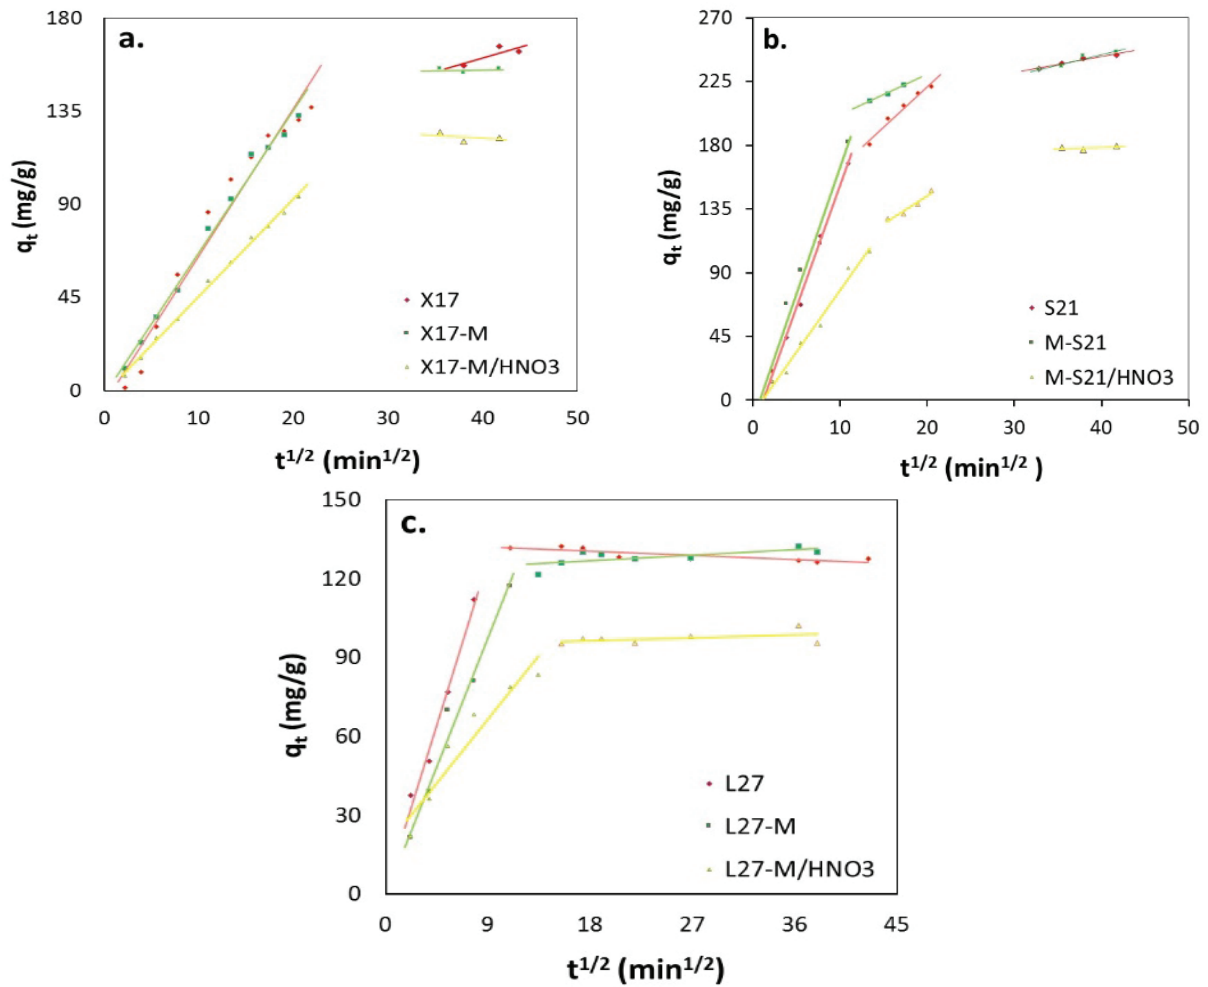 a.
180
135
90
45
0
qt (mg/g)
X17
X17-M
X17-M/HNO3
0 10 20 30 40 50
t1/2 (min1/2)
b.
270
225
180
135
90
45
0
qt (mg/g)
S21
M-S21
M-S21/HNO3
0 10 20 30 40 50
t1/2 (min1/2 )
c.
150
120
90
60
30
0
qt (mg/g)
L27
L27-M
L27-M/HNO3
0 9 18 27 36 45
t1/2 (min1/2)